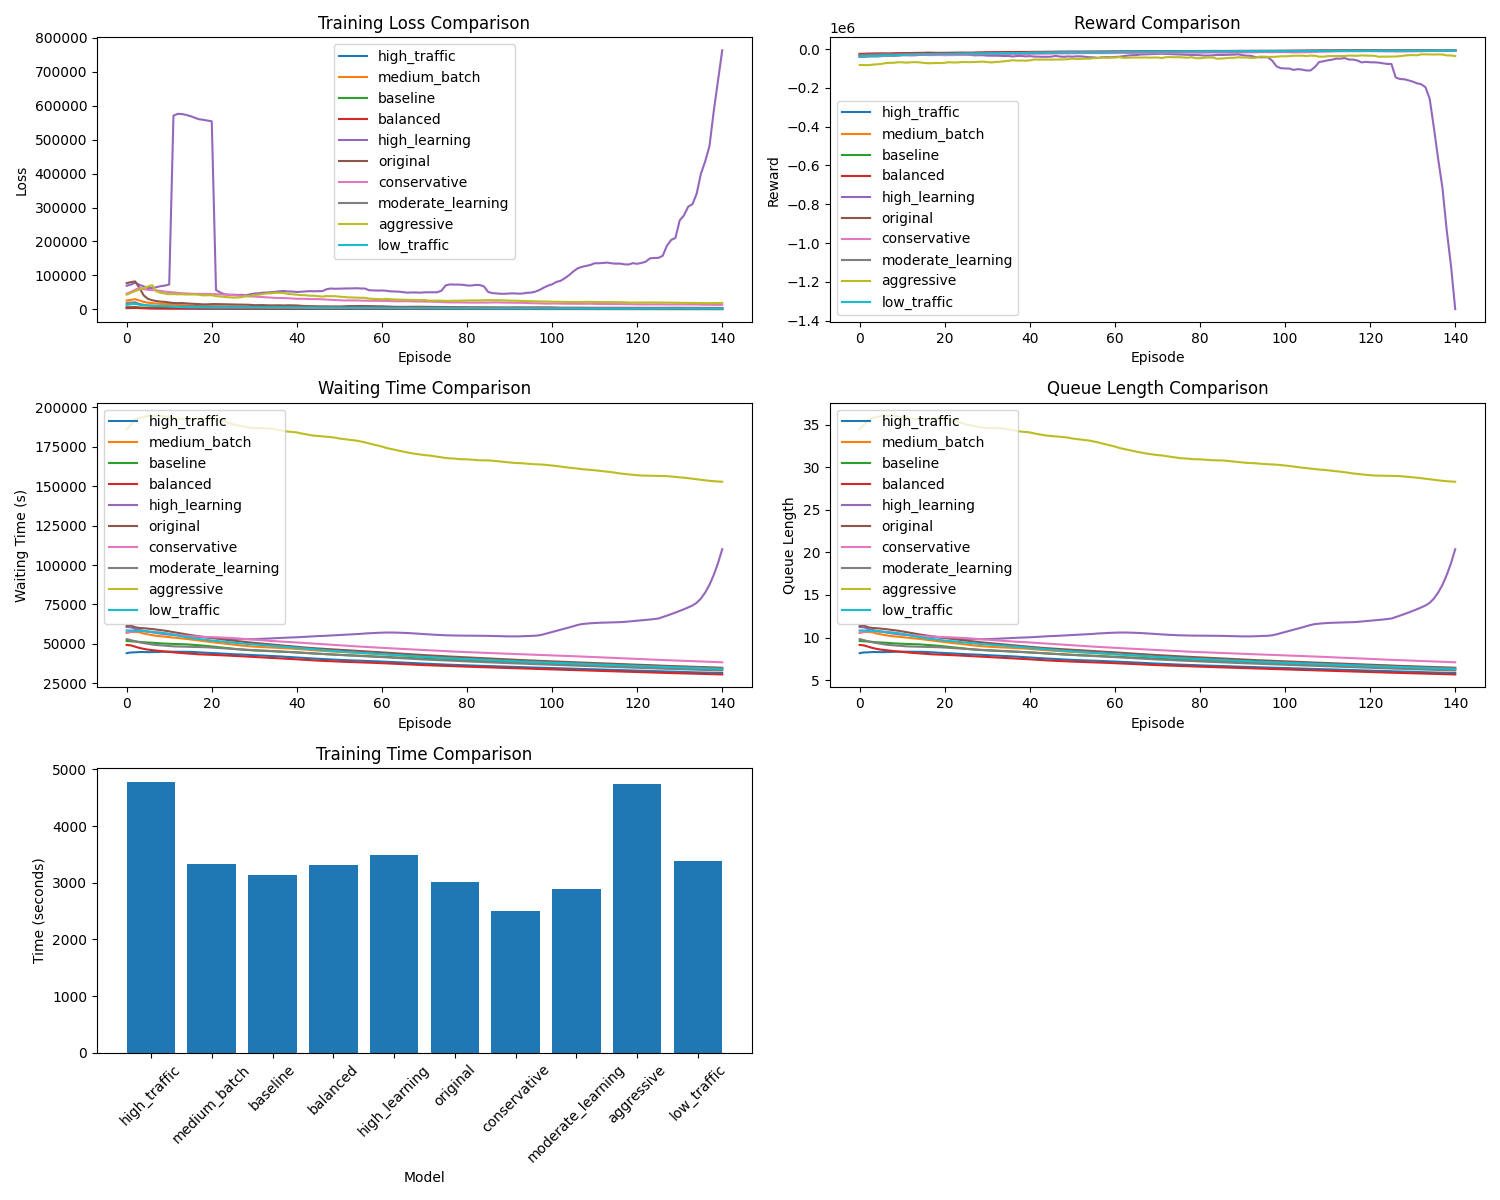 Training Loss Comparison
800000
700000
600000
500000
400000
300000
200000
100000
0
Loss
high_traffic
medium_batch
baseline
balanced
high_learning
original
conservative
moderate_learning
aggressive
low_traffic
0 20 40 60 80 100 120 140
Episode
Reward Comparison
1e6
0.0
−0.2
−0.4
−0.6
−0.8
−1.0
−1.2
−1.4
Reward
high_traffic
medium_batch
baseline
balanced
high_learning
original
conservative
moderate_learning
aggressive
low_traffic
0 20 40 60 80 100 120 140
Episode
Waiting Time Comparison
200000
175000
150000
125000
100000
75000
50000
25000
Waiting Time (s)
high_traffic
medium_batch
baseline
balanced
high_learning
original
conservative
moderate_learning
aggressive
low_traffic
0 20 40 60 80 100 120 140
Episode
Queue Length Comparison
35
30
25
20
15
10
5
Queue Length
high_traffic
medium_batch
baseline
balanced
high_learning
original
conservative
moderate_learning
aggressive
low_traffic
0 20 40 60 80 100 120 140
Episode
Training Time Comparison
5000
4000
3000
2000
1000
0
Time (seconds)
high_traffic
medium_batch
baseline
balanced
high_learning
original
conservative
moderate_learning
aggressive
low_traffic
Model